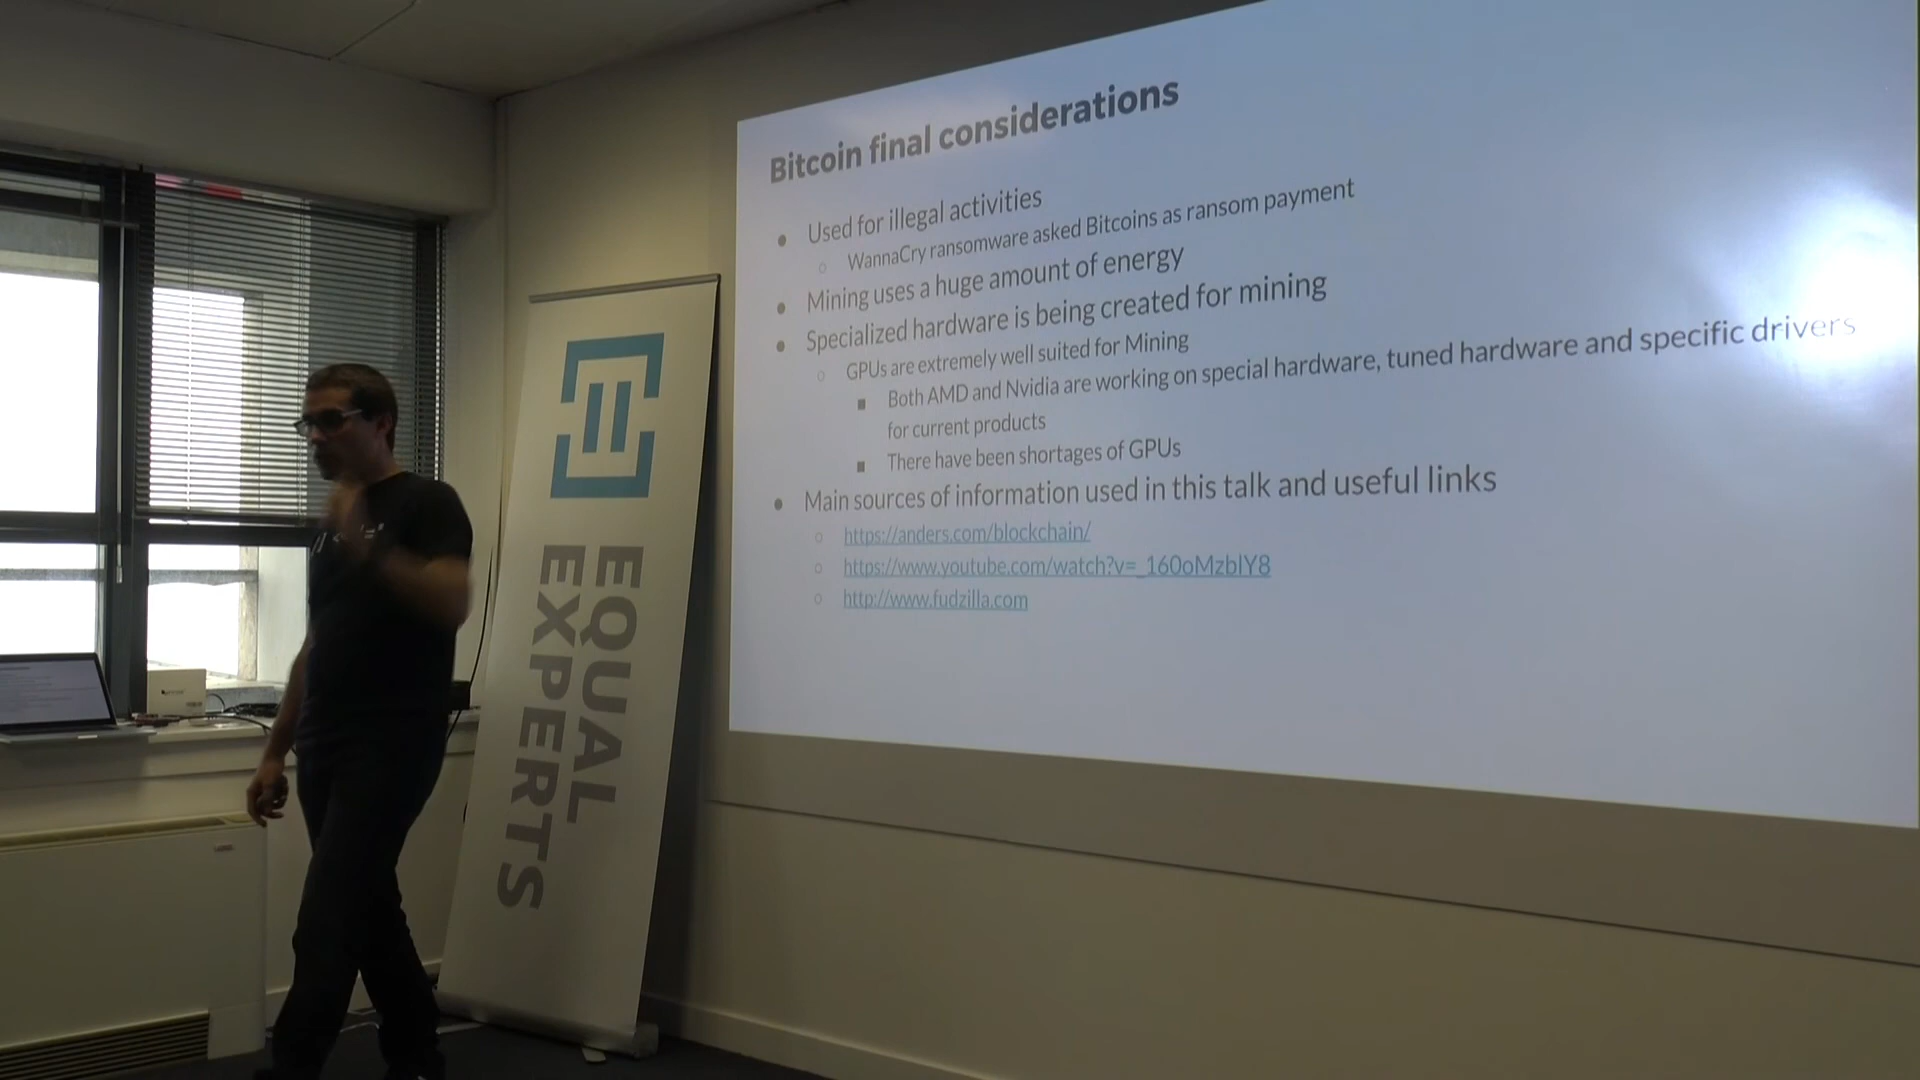 Bitcoin final considerations
Used for illegal activities
WannaCry ransomware asked Bitcoins as ransom payment
Mining uses a huge amount of energy
Specialized hardware is being created for mining
GPUs are extremely well suited for Mining
Both AMD and Nvidia are working on special hardware, tuned hardware and specific drivers
for current products
There have been shortages of GPUs
Main sources of information used in this talk and useful links
https://anders.com/blockchain/
https://www.youtube.com/watch?v=_160oMzblY8
http://www.fudzilla.com
EQUAL
EXPERTS